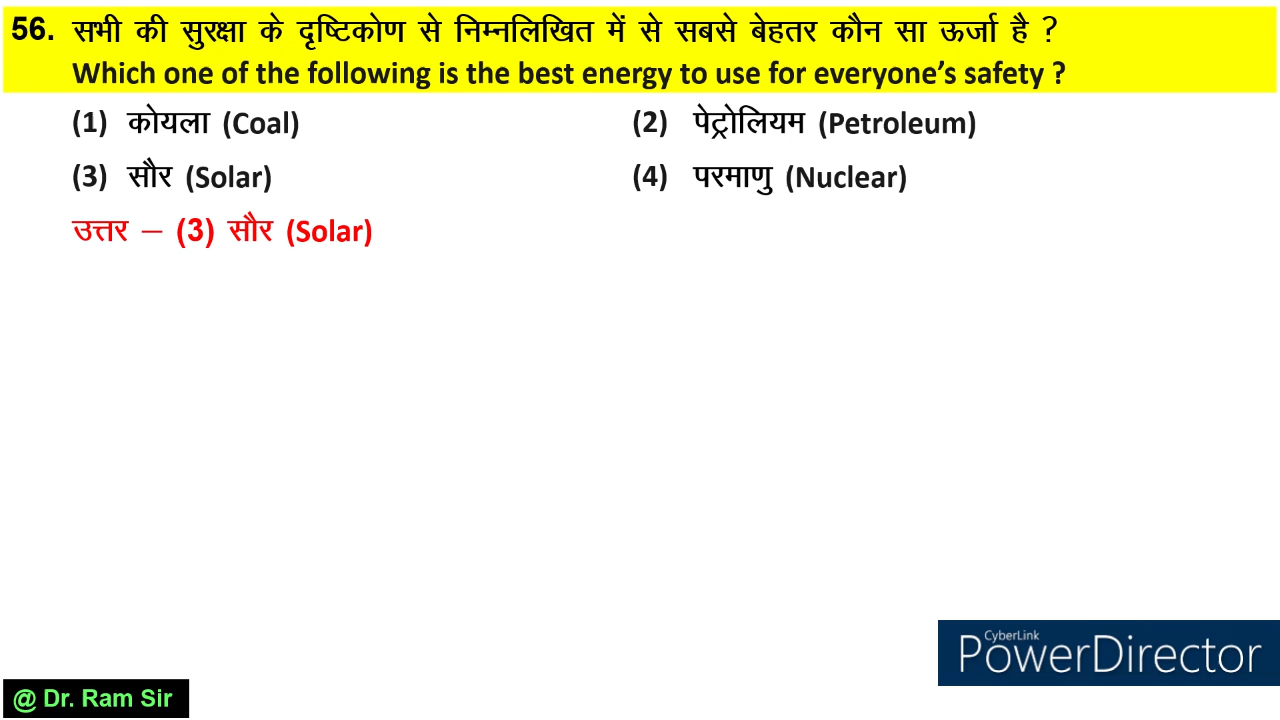 56. सभी की सुरक्षा के दृष्टिकोण से निम्नलिखित में से सबसे बेहतर कौन सा ऊर्जा है ?
Which one of the following is the best energy to use for everyone’s safety ?
(1) कोयला (Coal) (2) पेट्रोलियम (Petroleum)
(3) सौर (Solar) (4) परमाणु (Nuclear)
उत्तर – (3) सौर (Solar)
CyberLink
PowerDirector
@ Dr. Ram Sir